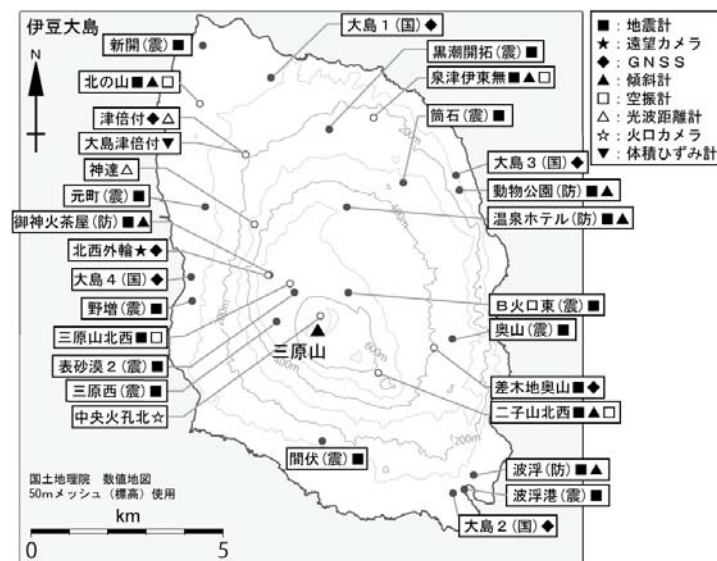 伊豆大島
N
大島1(国)◆
新開(震)■
黒潮開拓(震)■
北の山■▲□
泉津伊東無■▲□
津倍付◆△
筒石(震)■
大島津倍付▼
神達△
大島3(国)◆
元町(震)■
動物公園(防)■▲
御神火茶屋(防)■▲
温泉ホテル(防)■▲
北西外輪★◆
大島4(国)◆
野増(震)■
B火口東(震)■
三原山北西■□
奥山(震)■
三原山
表砂漠2(震)■
三原西(震)■
差木地奥山■◆
中央火孔北☆
二子山北西■▲□
間伏(震)■
波浮(防)■▲
波浮港(震)■
大島2(国)◆
200m
400m
200m
400m
600m
200m
国土地理院 数値地図
50mメッシュ(標高)使用
km
0 5
■:地震計
★:遠望カメラ
◆:GNSS
▲:傾斜計
□:空振計
△:光波距離計
☆:火口カメラ
▼:体積ひずみ計